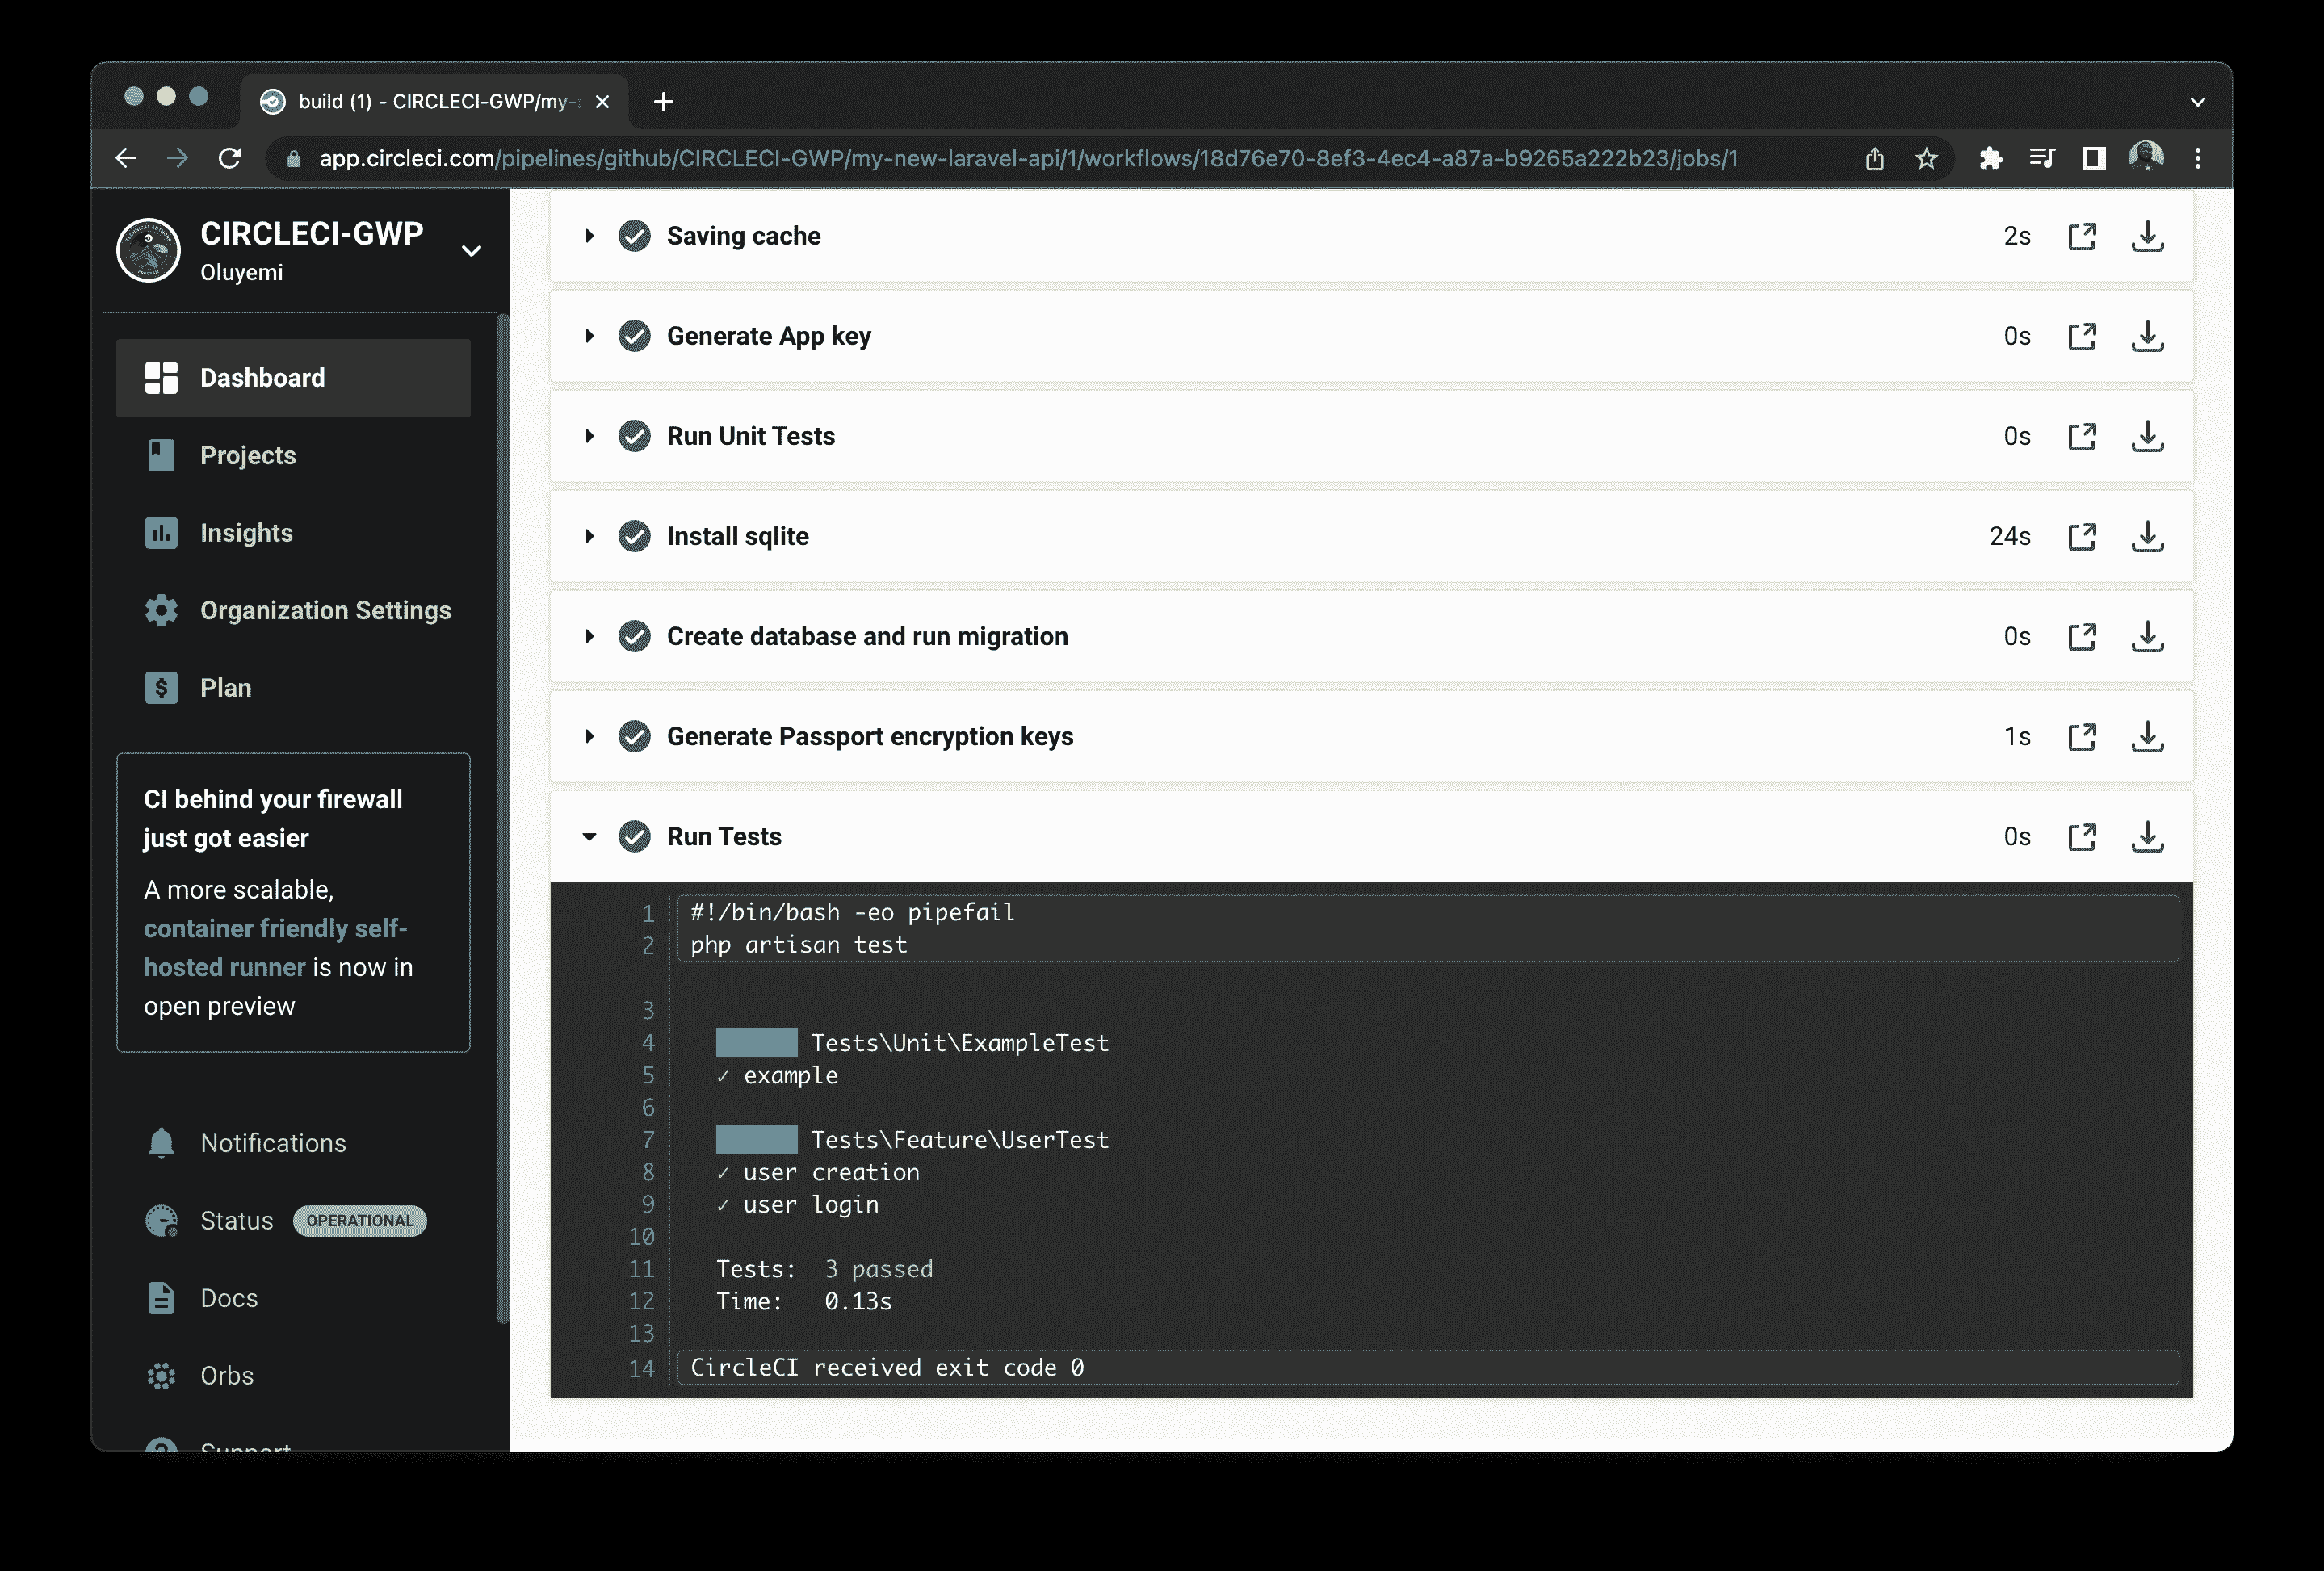 build (1) - CIRCLECI-GWP/my-
app.circleci.com/pipelines/github/CIRCLECI-GWP/my-new-laravel-api/1/workflows/18d76e70-8ef3-4ec4-a87a-b9265a222b23/jobs/1
CIRCLECI-GWP
Oluyemi
Dashboard
Projects
Insights
Organization Settings
Plan
CI behind your firewall
just got easier
A more scalable,
container friendly self-
hosted runner is now in
open preview
Notifications
Status OPERATIONAL
Docs
Orbs
Support
Saving cache 2s
Generate App key 0s
Run Unit Tests 0s
Install sqlite 24s
Create database and run migration 0s
Generate Passport encryption keys 1s
Run Tests 0s
1 #!/bin/bash -eo pipefail
2 php artisan test
3
4 Tests\Unit\ExampleTest
5 ✓ example
6
7 Tests\Feature\UserTest
8 ✓ user creation
9 ✓ user login
10
11 Tests: 3 passed
12 Time: 0.13s
13
14 CircleCI received exit code 0